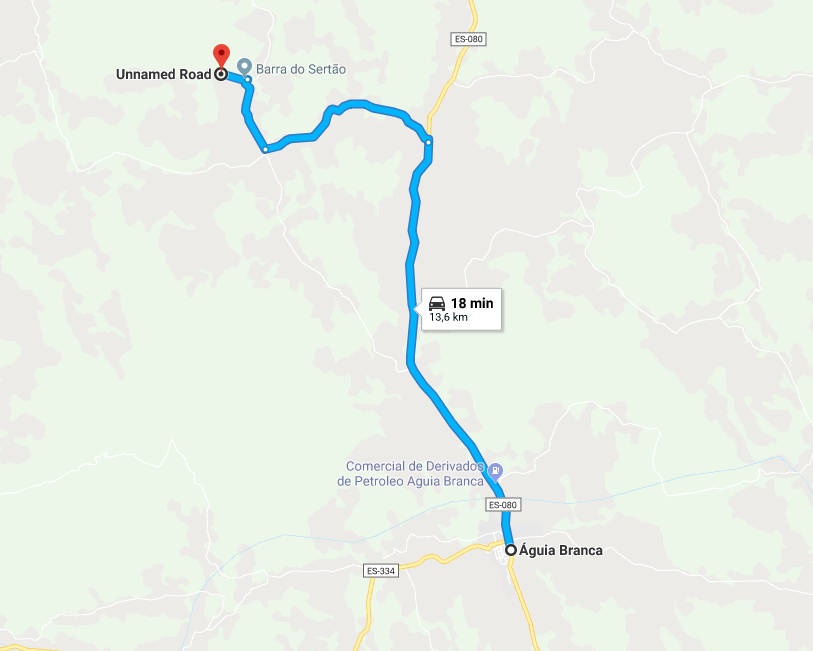 ES-080
Unnamed Road
Barra do Sertão
18 min
13,6 km
Comercial de Derivados
de Petroleo Aguia Branca
ES-080
Águia Branca
ES-334